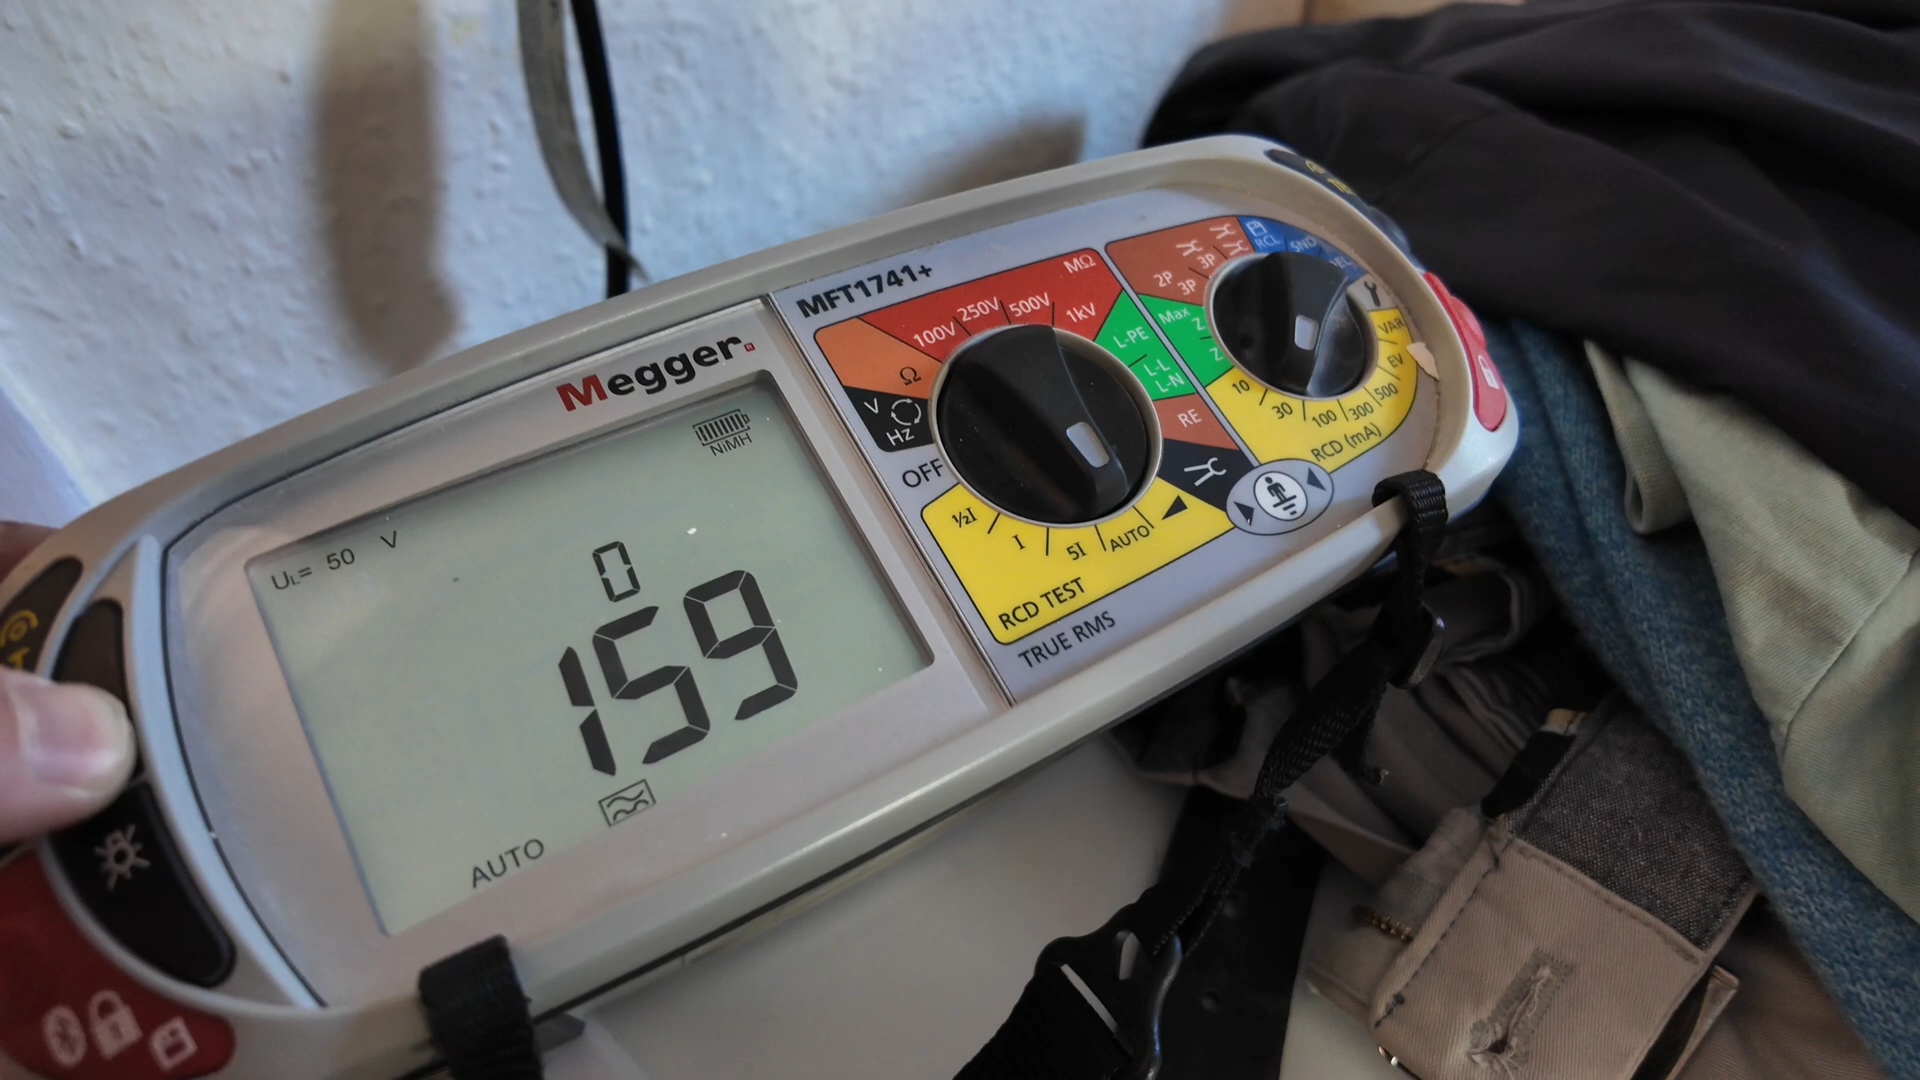 Megger.
NiMH
UL= 50 V
0
159
AUTO
MFT1741+
MΩ
100V 250V 500V 1kV
Ω
V
Hz
OFF
L-PE
L-L
L-N
RE
½I I 5I AUTO
RCD TEST
TRUE RMS
2P 3P 3P
RCL SND
Max
Z
Z
VAR
EV
10 30 100 300 500
RCD (mA)